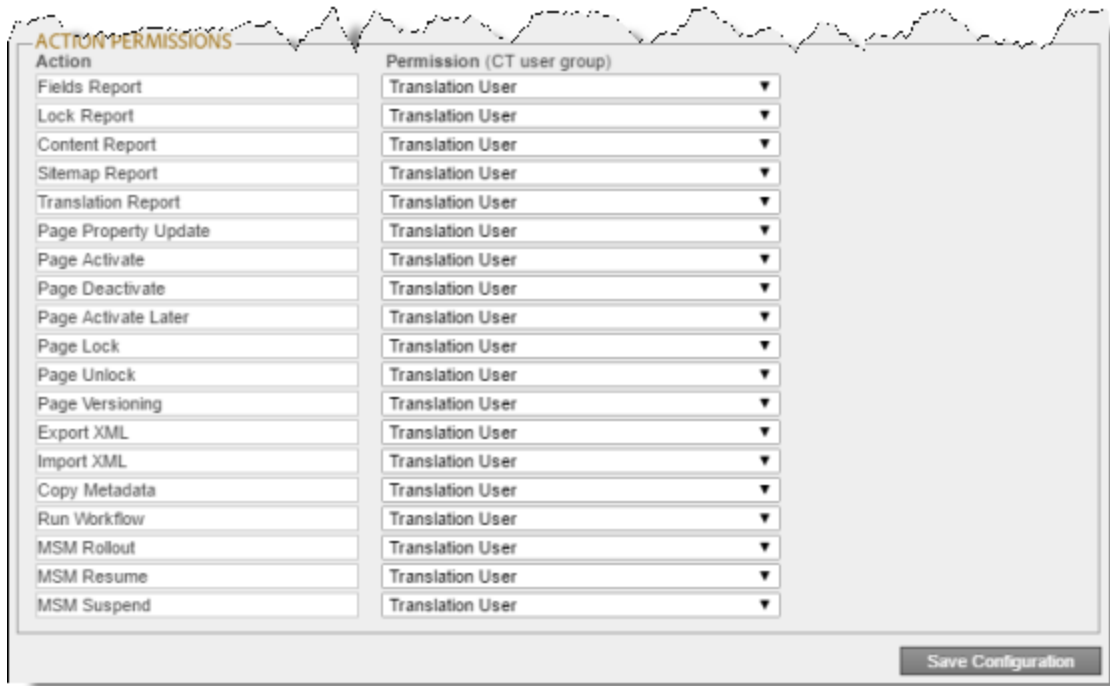 ACTION PERMISSIONS
Action Permission (CT user group)
Fields Report Translation User
Lock Report Translation User
Content Report Translation User
Sitemap Report Translation User
Translation Report Translation User
Page Property Update Translation User
Page Activate Translation User
Page Deactivate Translation User
Page Activate Later Translation User
Page Lock Translation User
Page Unlock Translation User
Page Versioning Translation User
Export XML Translation User
Import XML Translation User
Copy Metadata Translation User
Run Workflow Translation User
MSM Rollout Translation User
MSM Resume Translation User
MSM Suspend Translation User
Save Configuration